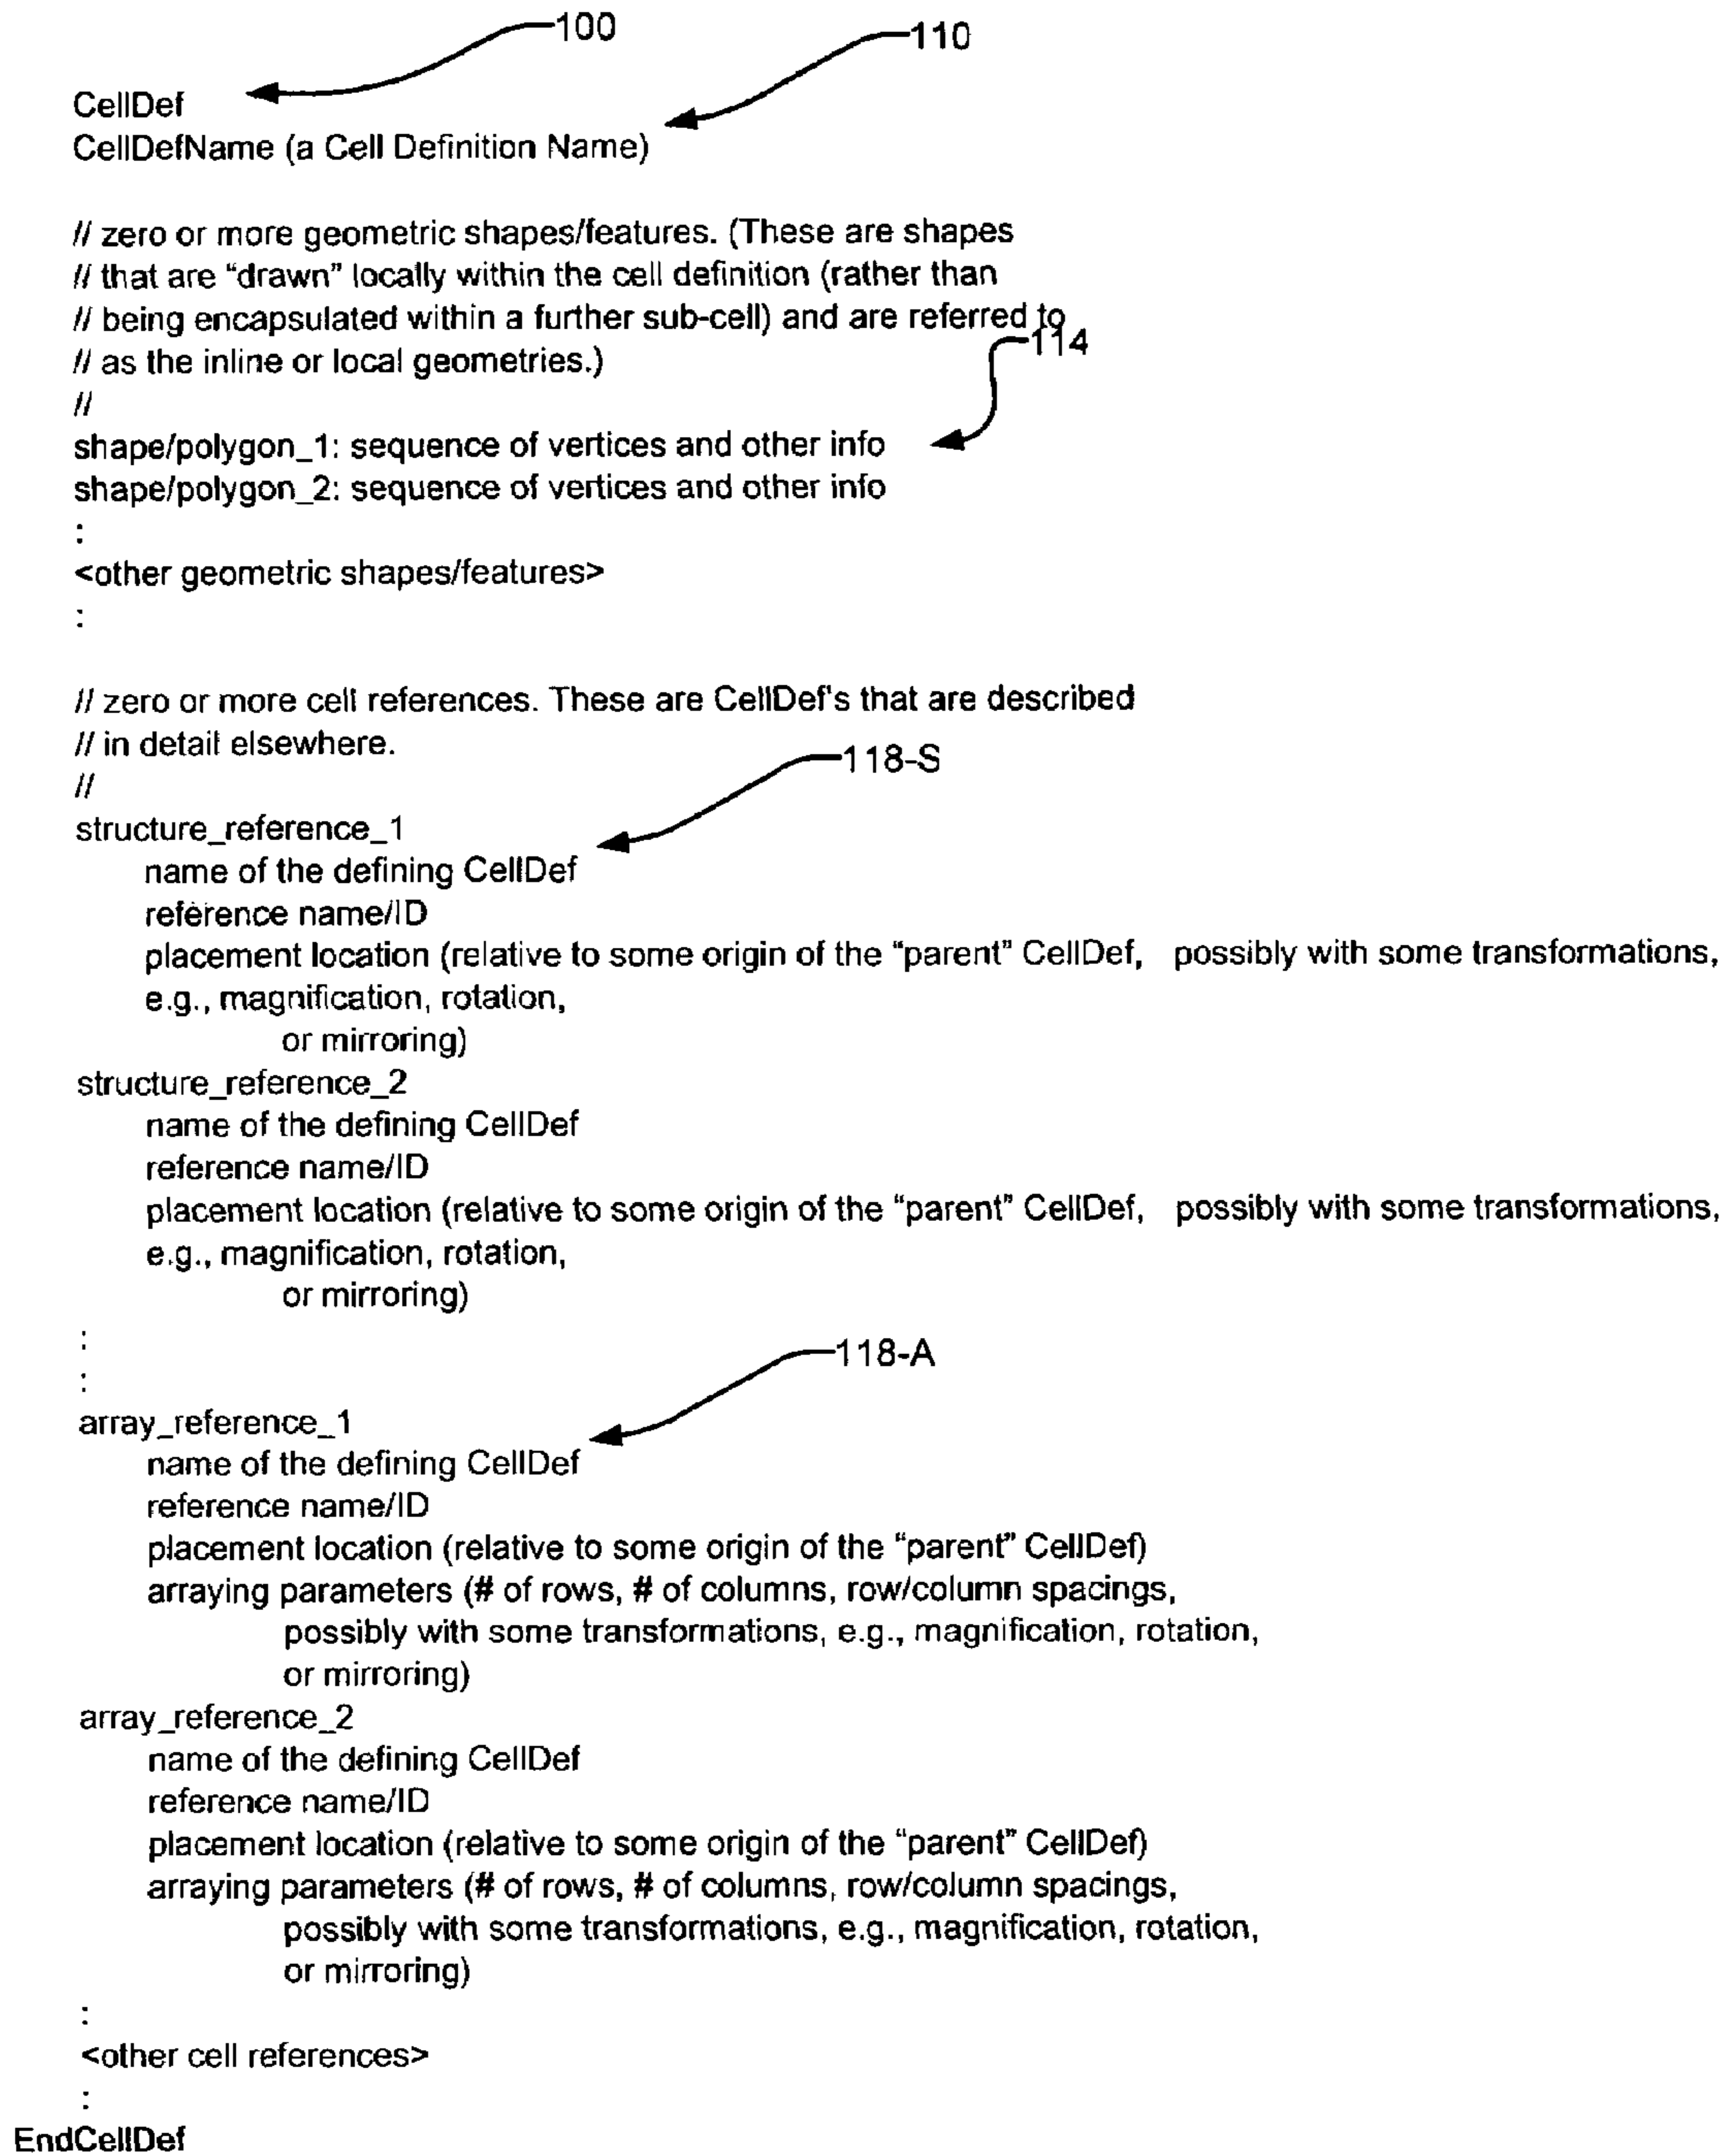 100
110
CellDef
CellDefName (a Cell Definition Name)
// zero or more geometric shapes/features. (These are shapes
// that are “drawn” locally within the cell definition (rather than
// being encapsulated within a further sub-cell) and are referred to
// as the inline or local geometries.)
114
//
shape/polygon_1: sequence of vertices and other info
shape/polygon_2: sequence of vertices and other info
:
<other geometric shapes/features>
:
// zero or more cell references. These are CellDef's that are described
// in detail elsewhere.
118-S
//
structure_reference_1
name of the defining CellDef
reference name/ID
placement location (relative to some origin of the “parent” CellDef, possibly with some transformations,
e.g., magnification, rotation,
or mirroring)
structure_reference_2
name of the defining CellDef
reference name/ID
placement location (relative to some origin of the “parent” CellDef, possibly with some transformations,
e.g., magnification, rotation,
or mirroring)
:
118-A
:
array_reference_1
name of the defining CellDef
reference name/ID
placement location (relative to some origin of the “parent” CellDef)
arraying parameters (# of rows, # of columns, row/column spacings,
possibly with some transformations, e.g., magnification, rotation,
or mirroring)
array_reference_2
name of the defining CellDef
reference name/ID
placement location (relative to some origin of the “parent” CellDef)
arraying parameters (# of rows, # of columns, row/column spacings,
possibly with some transformations, e.g., magnification, rotation,
or mirroring)
:
<other cell references>
:
EndCellDef